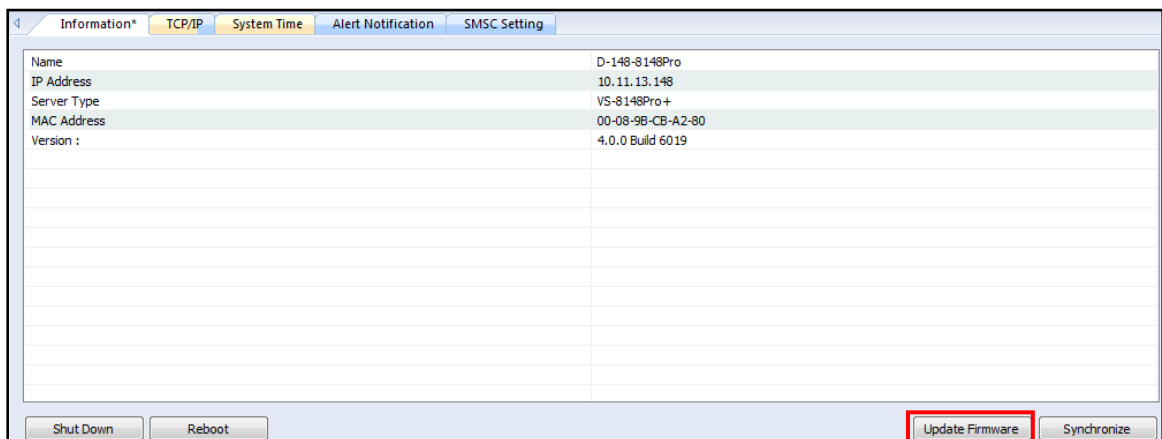 Information* TCP/IP System Time Alert Notification SMSC Setting
Name D-148-8148Pro
IP Address 10.11.13.148
Server Type VS-8148Pro+
MAC Address 00-08-9B-CB-A2-80
Version : 4.0.0 Build 6019
Shut Down Reboot Update Firmware Synchronize